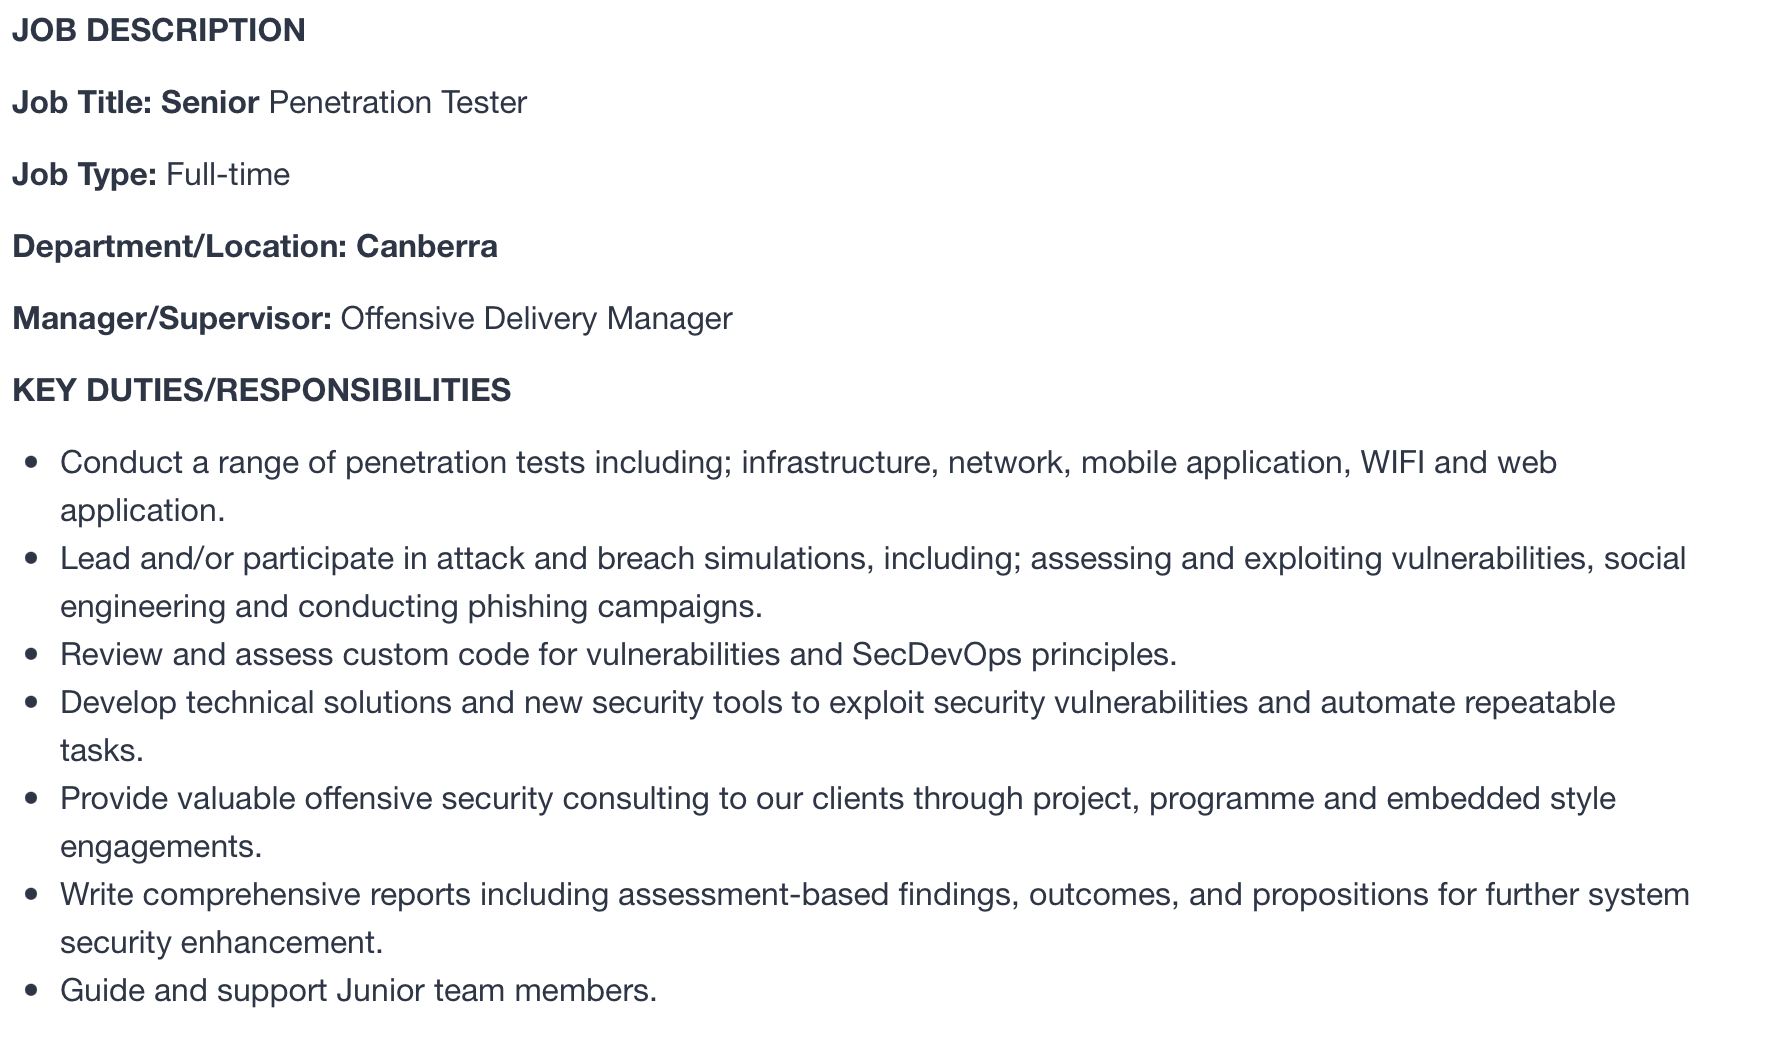 JOB DESCRIPTION
Job Title: Senior Penetration Tester
Job Type: Full-time
Department/Location: Canberra
Manager/Supervisor: Offensive Delivery Manager
KEY DUTIES/RESPONSIBILITIES
• Conduct a range of penetration tests including; infrastructure, network, mobile application, WIFI and web
application.
• Lead and/or participate in attack and breach simulations, including; assessing and exploiting vulnerabilities, social
engineering and conducting phishing campaigns.
• Review and assess custom code for vulnerabilities and SecDevOps principles.
• Develop technical solutions and new security tools to exploit security vulnerabilities and automate repeatable
tasks.
• Provide valuable offensive security consulting to our clients through project, programme and embedded style
engagements.
• Write comprehensive reports including assessment-based findings, outcomes, and propositions for further system
security enhancement.
• Guide and support Junior team members.